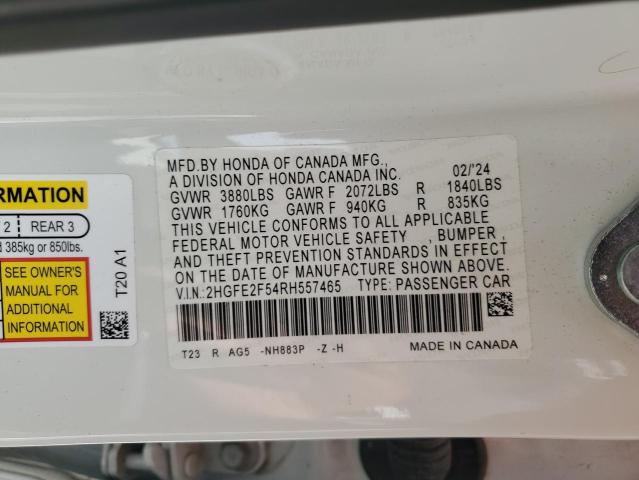 RMATION
2 REAR 3
d 385kg or 850lbs.
SEE OWNER'S
MANUAL FOR
ADDITIONAL
INFORMATION
T20 A1
MFD.BY HONDA OF CANADA MFG.,
A DIVISION OF HONDA CANADA INC. 02/'24
GVWR 3880LBS GAWR F 2072LBS R 1840LBS
GVWR 1760KG GAWR F 940KG R 835KG
THIS VEHICLE CONFORMS TO ALL APPLICABLE
FEDERAL MOTOR VEHICLE SAFETY , BUMPER ,
AND THEFT PREVENTION STANDARDS IN EFFECT
ON THE DATE OF MANUFACTURE SHOWN ABOVE.
V.I.N:2HGFE2F54RH557465 TYPE: PASSENGER CAR
T23 R AG5 -NH883P -Z -H MADE IN CANADA